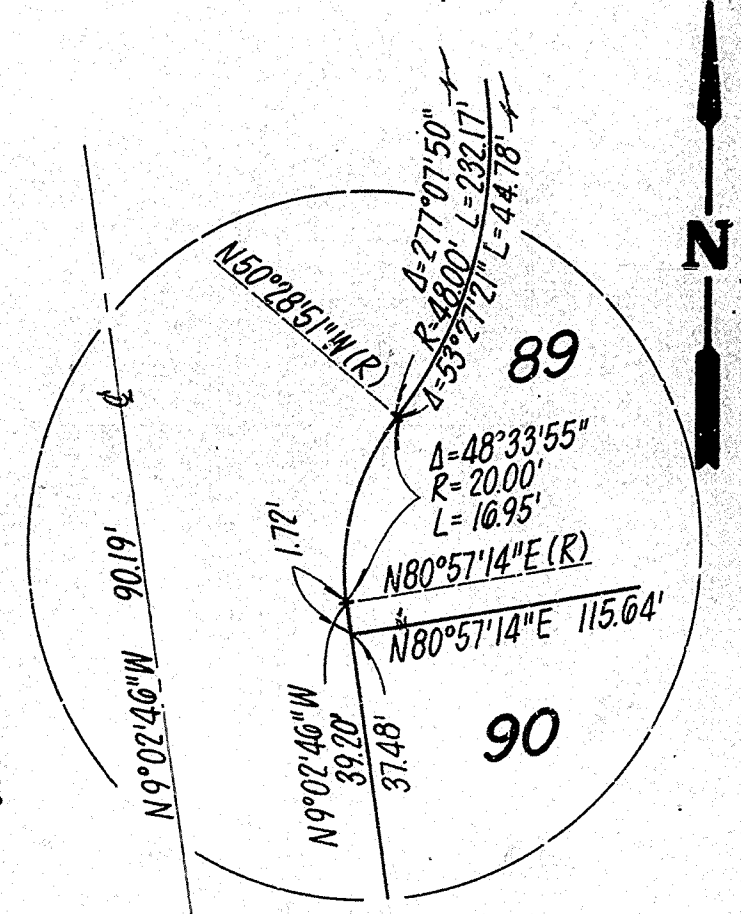 Δ=277°07'50"
R=48.00' L=232.17'
Δ=53°27'21" L=44.78'
N
N50°28'51"W(R)
89
Δ=48°33'55"
R=20.00'
L=16.95'
1.72'
N80°57'14"E(R)
N80°57'14"E 115.64'
N9°02'46"W 90.19'
N9°02'46"W
39.20'
37.48'
90